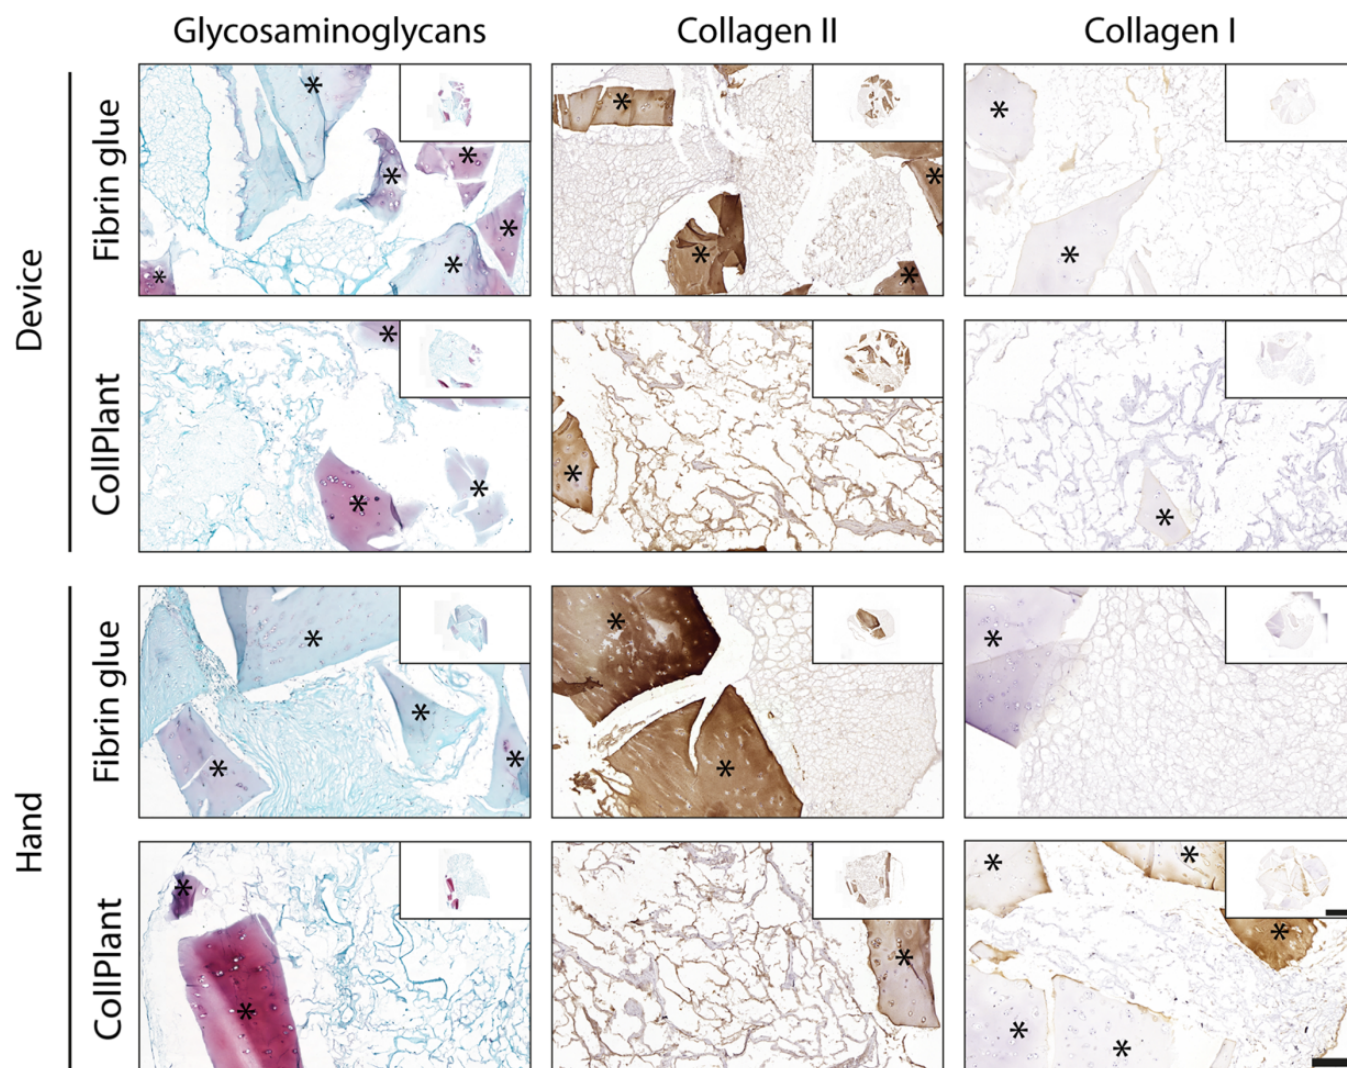 Glycosaminoglycans Collagen II Collagen I
Device
Fibrin glue
* * * * * *
* * * *
* *
CollPlant
* * *
*
*
Hand
Fibrin glue
* * * *
* *
*
CollPlant
* *
*
* * * * *